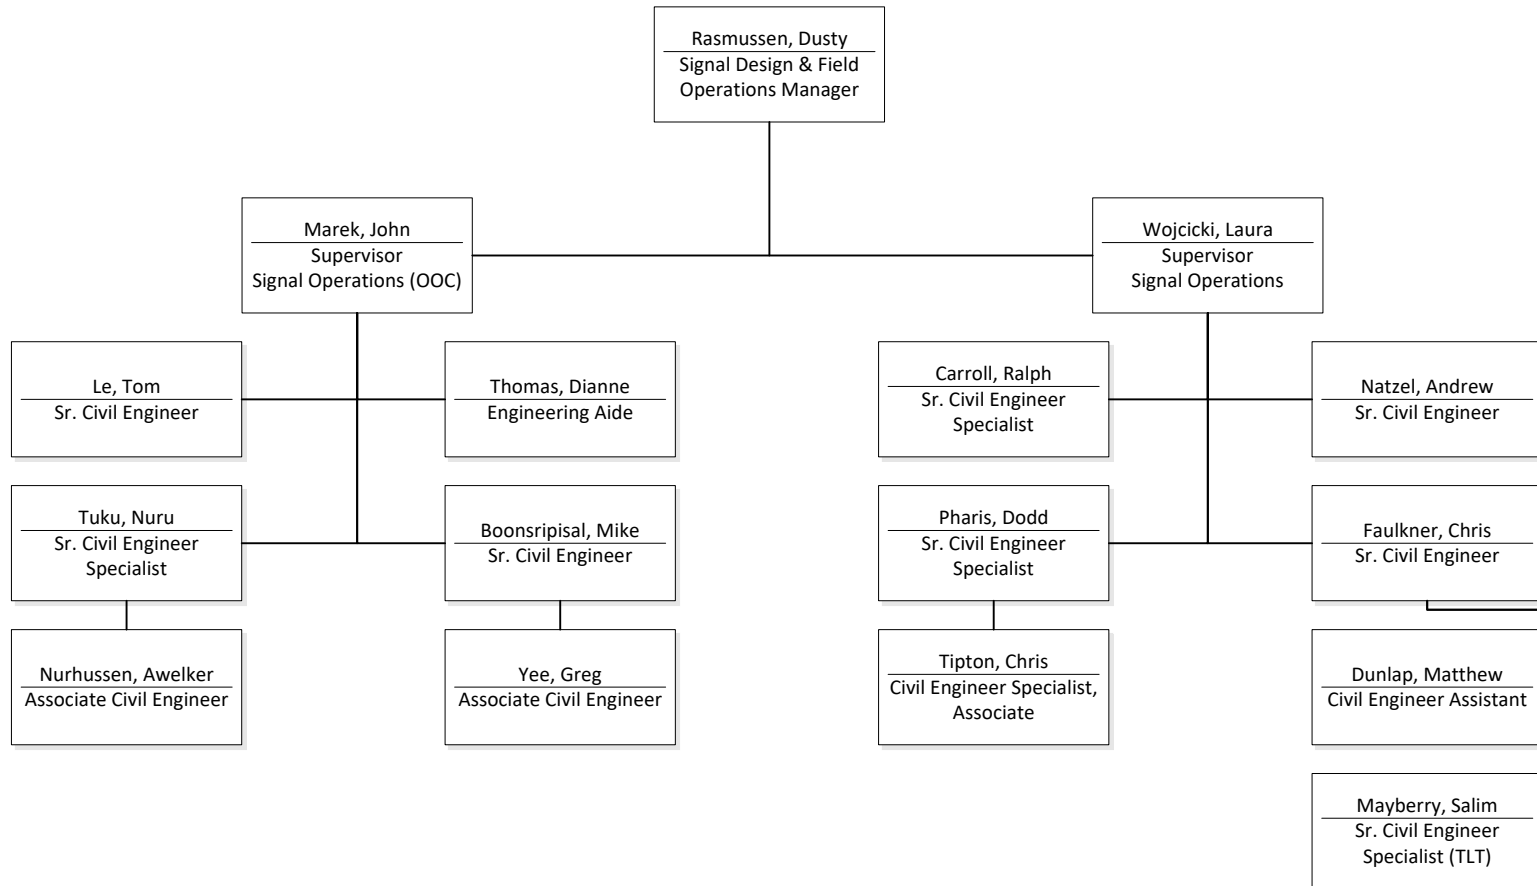 Rasmussen, Dusty
Signal Design & Field
Operations Manager
Marek, John
Supervisor
Signal Operations (OOC)
Wojcicki, Laura
Supervisor
Signal Operations
Le, Tom
Sr. Civil Engineer
Thomas, Dianne
Engineering Aide
Carroll, Ralph
Sr. Civil Engineer
Specialist
Natzel, Andrew
Sr. Civil Engineer
Tuku, Nuru
Sr. Civil Engineer
Specialist
Boonsripisal, Mike
Sr. Civil Engineer
Pharis, Dodd
Sr. Civil Engineer
Specialist
Faulkner, Chris
Sr. Civil Engineer
Nurhussen, Awelker
Associate Civil Engineer
Yee, Greg
Associate Civil Engineer
Tipton, Chris
Civil Engineer Specialist,
Associate
Dunlap, Matthew
Civil Engineer Assistant
Mayberry, Salim
Sr. Civil Engineer
Specialist (TLT)